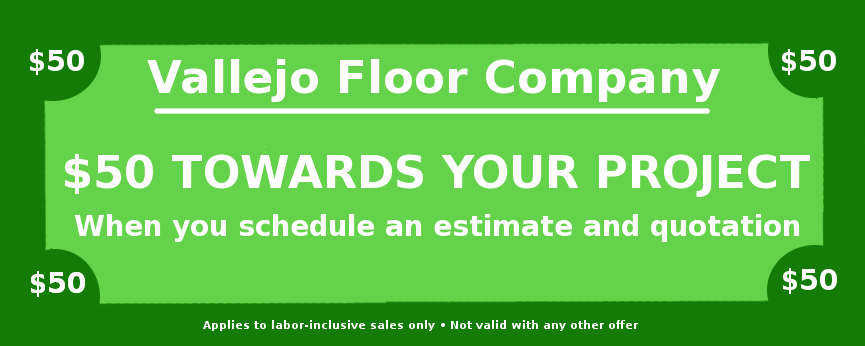 $50 $50
Vallejo Floor Company
$50 TOWARDS YOUR PROJECT
When you schedule an estimate and quotation
$50 $50
Applies to labor-inclusive sales only • Not valid with any other offer